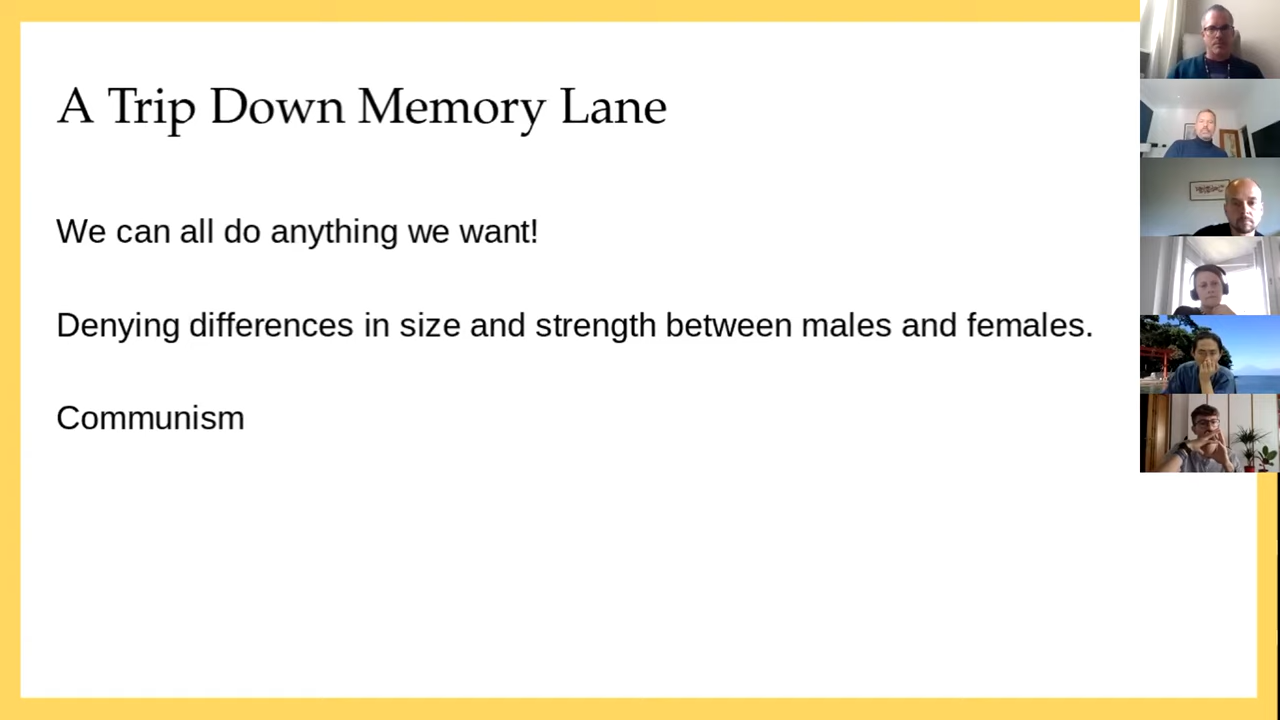 A Trip Down Memory Lane
We can all do anything we want!
Denying differences in size and strength between males and females.
Communism